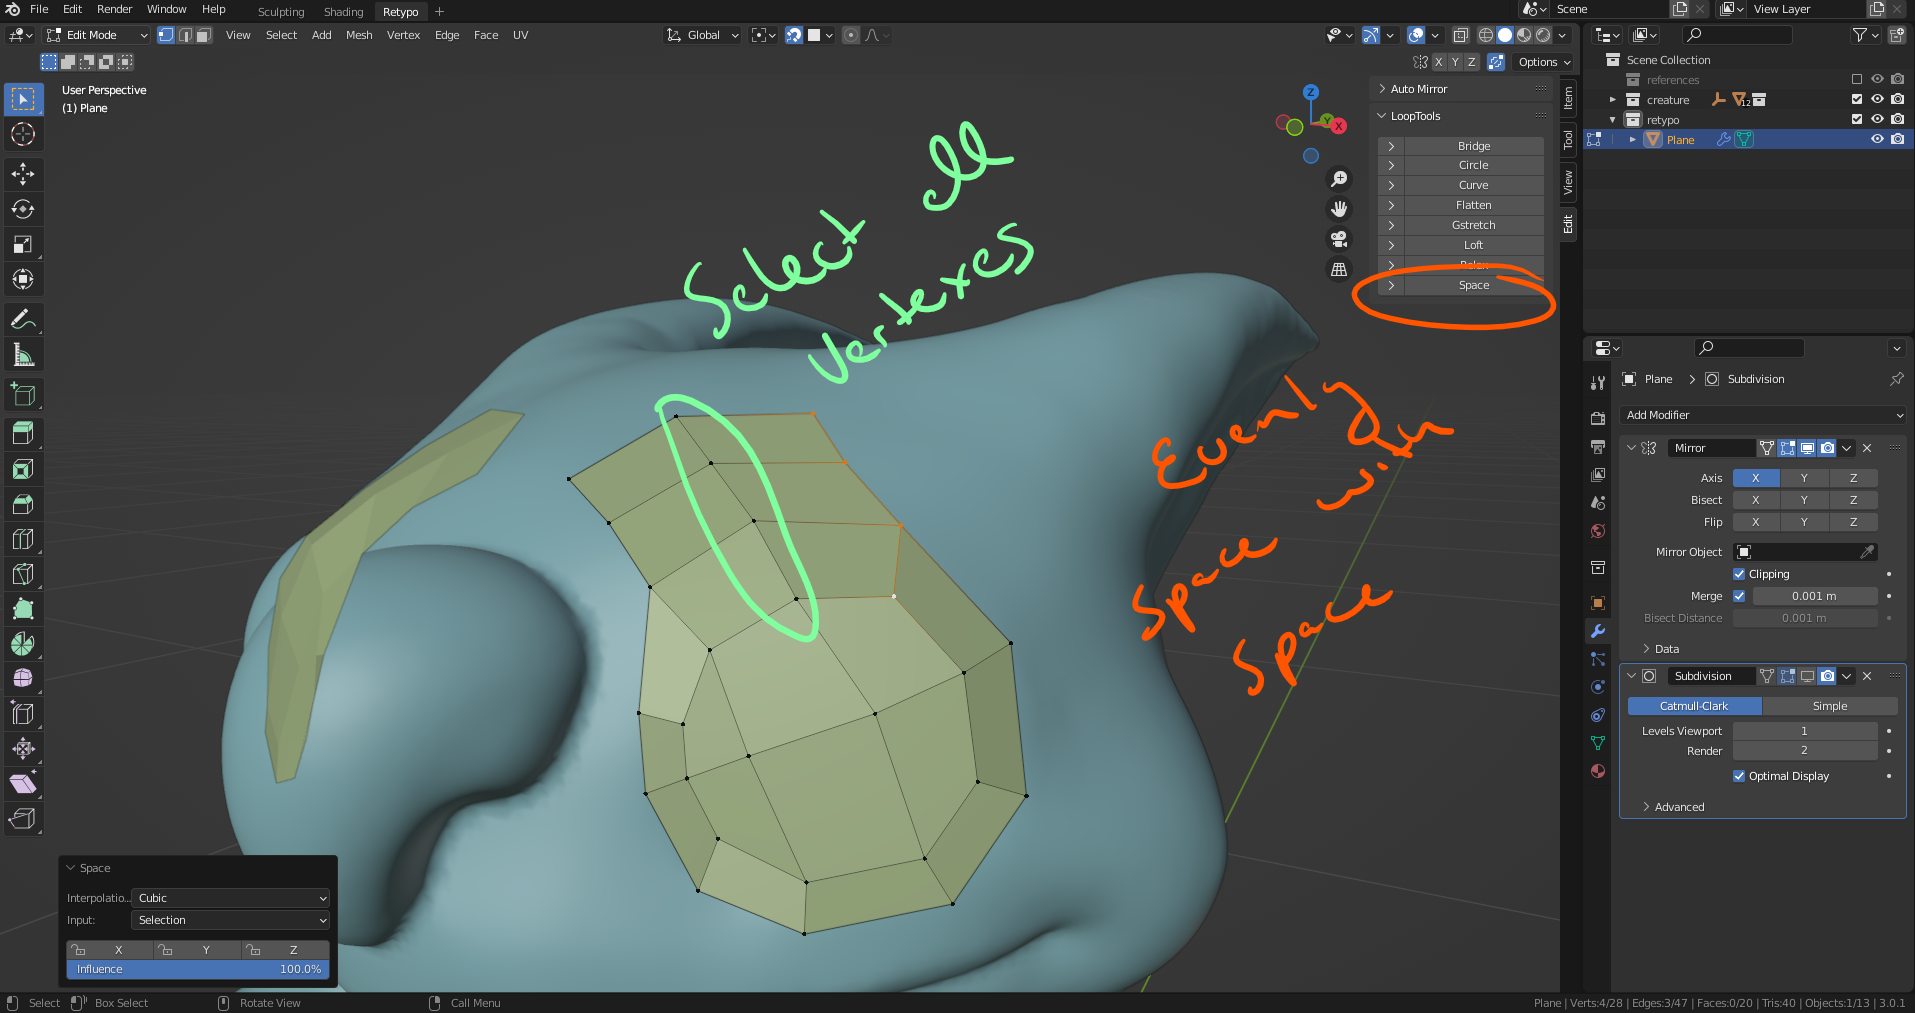 File Edit Render Window Help Sculpting Shading Retypo + Scene View Layer
Edit Mode View Select Add Mesh Vertex Edge Face UV Global
X Y Z Options
User Perspective
(1) Plane
Z
Y
X
Auto Mirror
LoopTools
Bridge
Circle
Curve
Flatten
Gstretch
Loft
Relax
Space
Item
Tool
View
Edit
Select all
Vertexes
Evenly
with
Space
Space
Scene Collection
references
creature 12
retypo
Plane
Plane > Subdivision
Add Modifier
Mirror
Axis X Y Z
Bisect X Y Z
Flip X Y Z
Mirror Object
Clipping
Merge 0.001 m
Bisect Distance 0.001 m
Data
Subdivision
Catmull-Clark Simple
Levels Viewport 1
Render 2
Optimal Display
Advanced
Space
Interpolatio... Cubic
Input: Selection
X Y Z
Influence 100.0%
Select Box Select Rotate View Call Menu
Plane | Verts:4/28 | Edges:3/47 | Faces:0/20 | Tris:40 | Objects:1/13 | 3.0.1